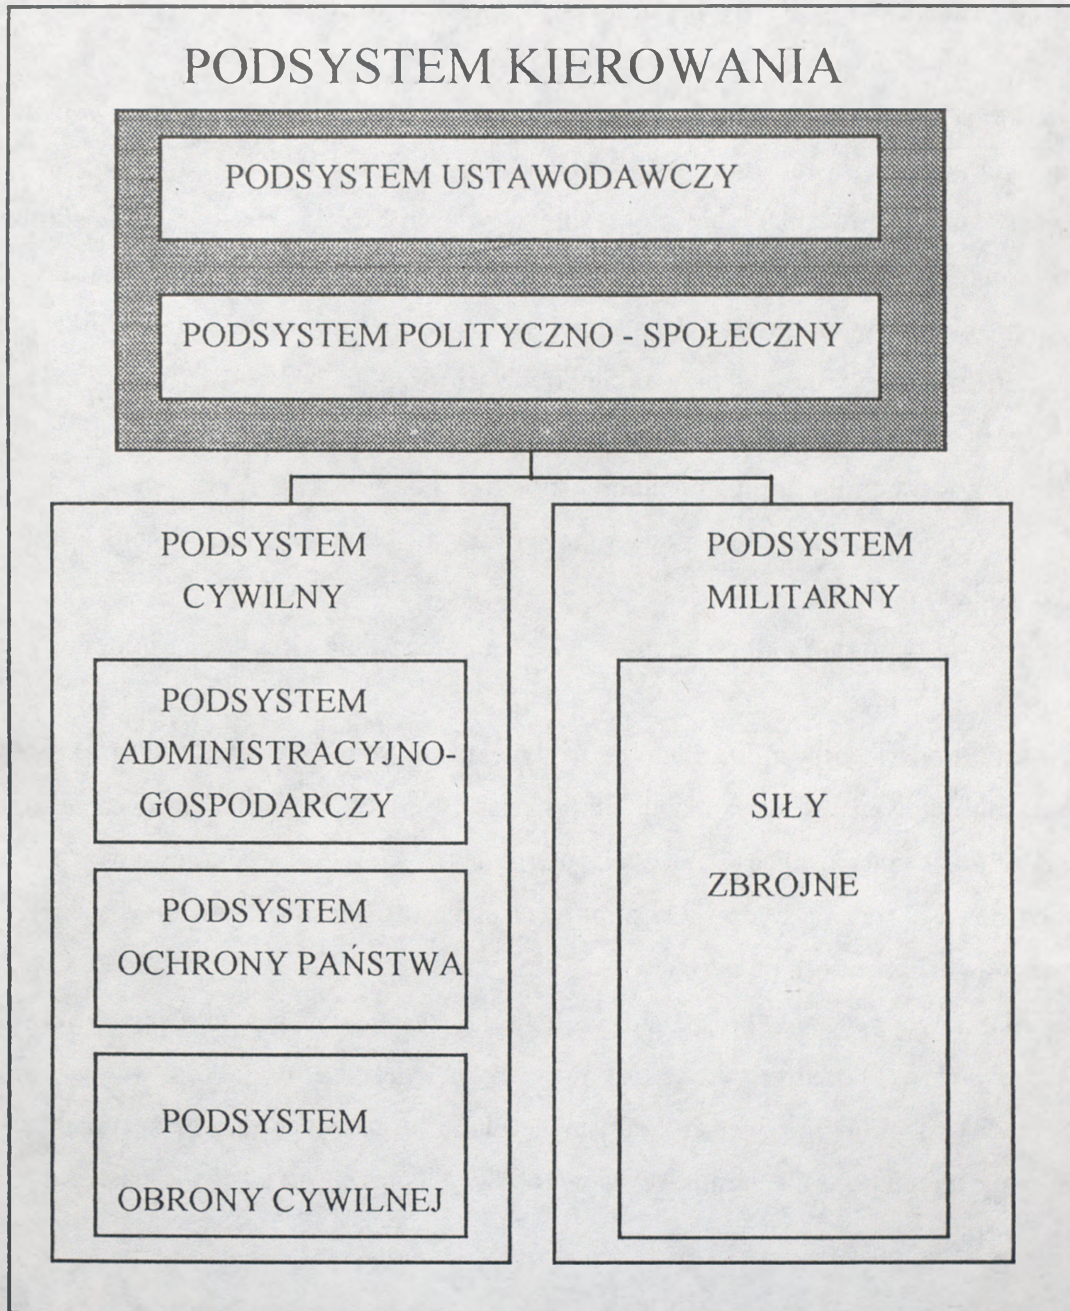 PODSYSTEM KIEROWANIA
PODSYSTEM USTAWODAWCZY
PODSYSTEM POLITYCZNO - SPOŁECZNY
PODSYSTEM
CYWILNY
PODSYSTEM
ADMINISTRACYJNO-
GOSPODARCZY
PODSYSTEM
OCHRONY PAŃSTWA
PODSYSTEM
OBRONY CYWILNEJ
PODSYSTEM
MILITARNY
SIŁY
ZBROJNE